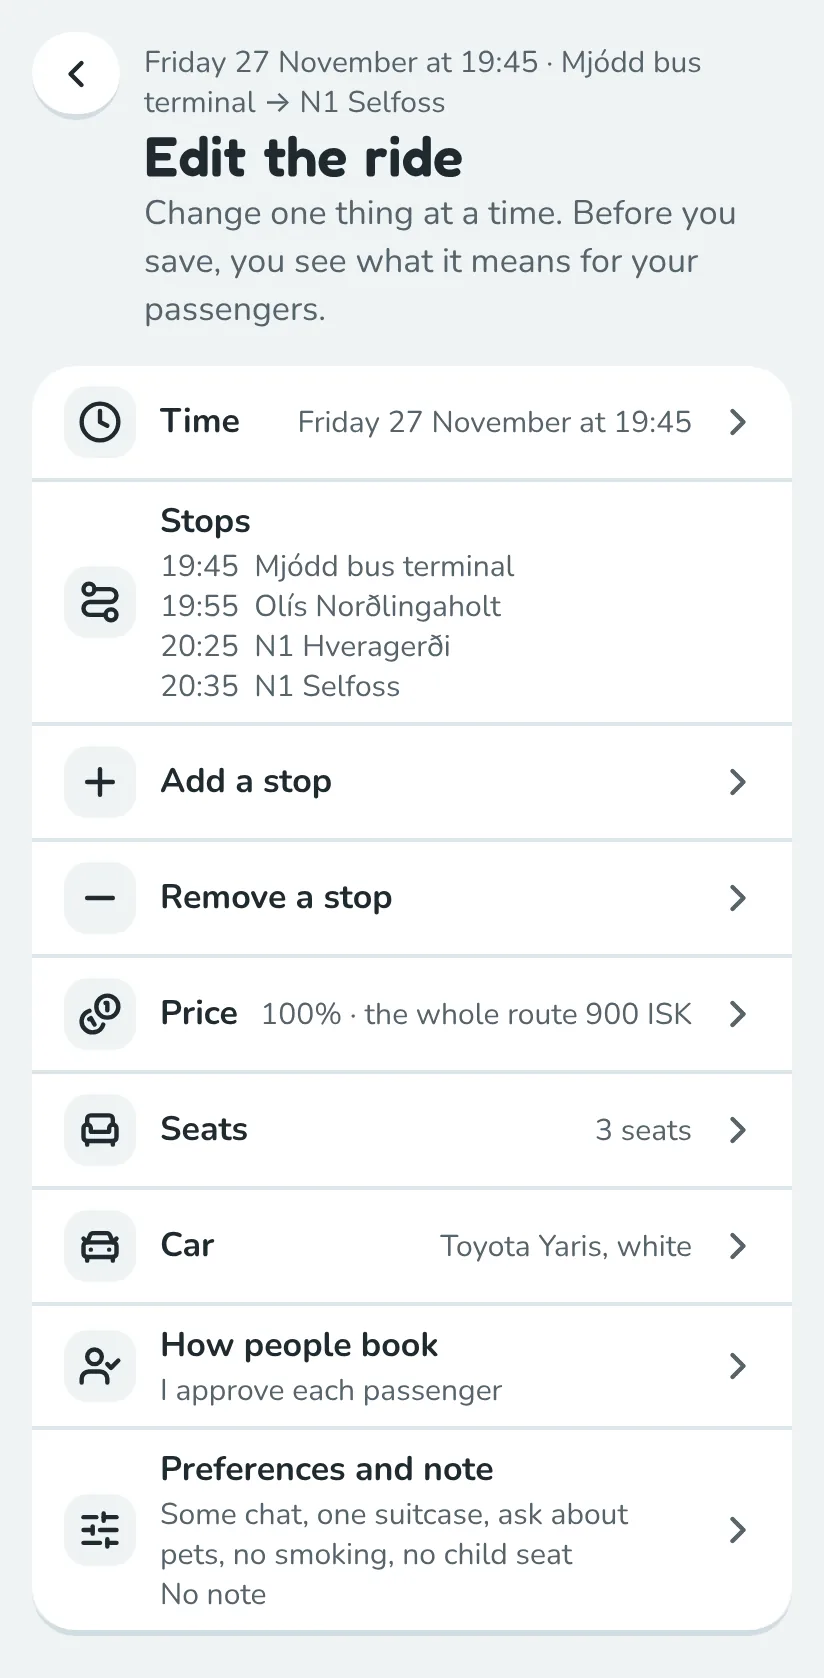 Friday 27 November at 19:45 · Mjódd bus
terminal → N1 Selfoss
Edit the ride
Change one thing at a time. Before you
save, you see what it means for your
passengers.
Time Friday 27 November at 19:45
Stops
19:45 Mjódd bus terminal
19:55 Olís Norðlingaholt
20:25 N1 Hveragerði
20:35 N1 Selfoss
Add a stop
Remove a stop
Price 100% · the whole route 900 ISK
Seats 3 seats
Car Toyota Yaris, white
How people book
I approve each passenger
Preferences and note
Some chat, one suitcase, ask about
pets, no smoking, no child seat
No note